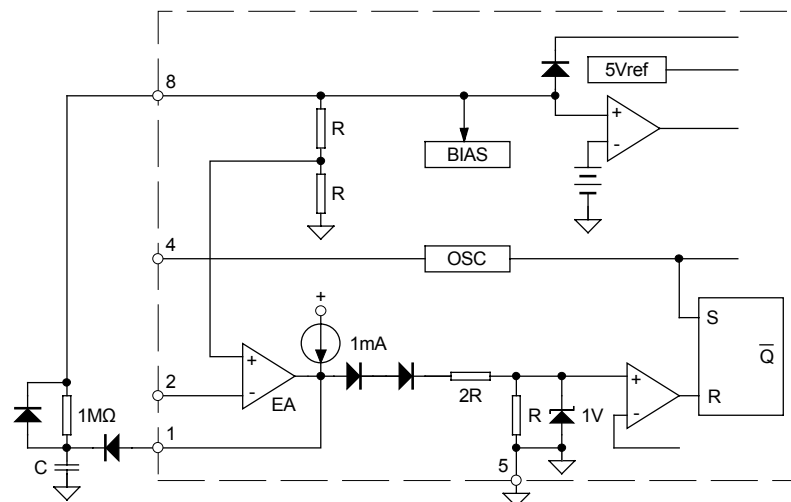 8
5Vref
R
+
-
BIAS
R
4
OSC
+
1mA
S
Q
+
-
EA
2
2R
R
1V
+
-
R
1MΩ
1
C
5